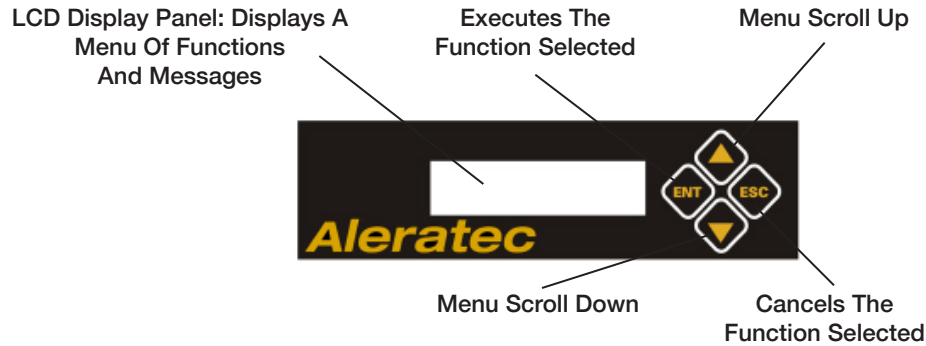 LCD Display Panel: Displays A
Menu Of Functions
And Messages
Executes The
Function Selected
Menu Scroll Up
ENT
ESC
Aleratec
Menu Scroll Down
Cancels The
Function Selected